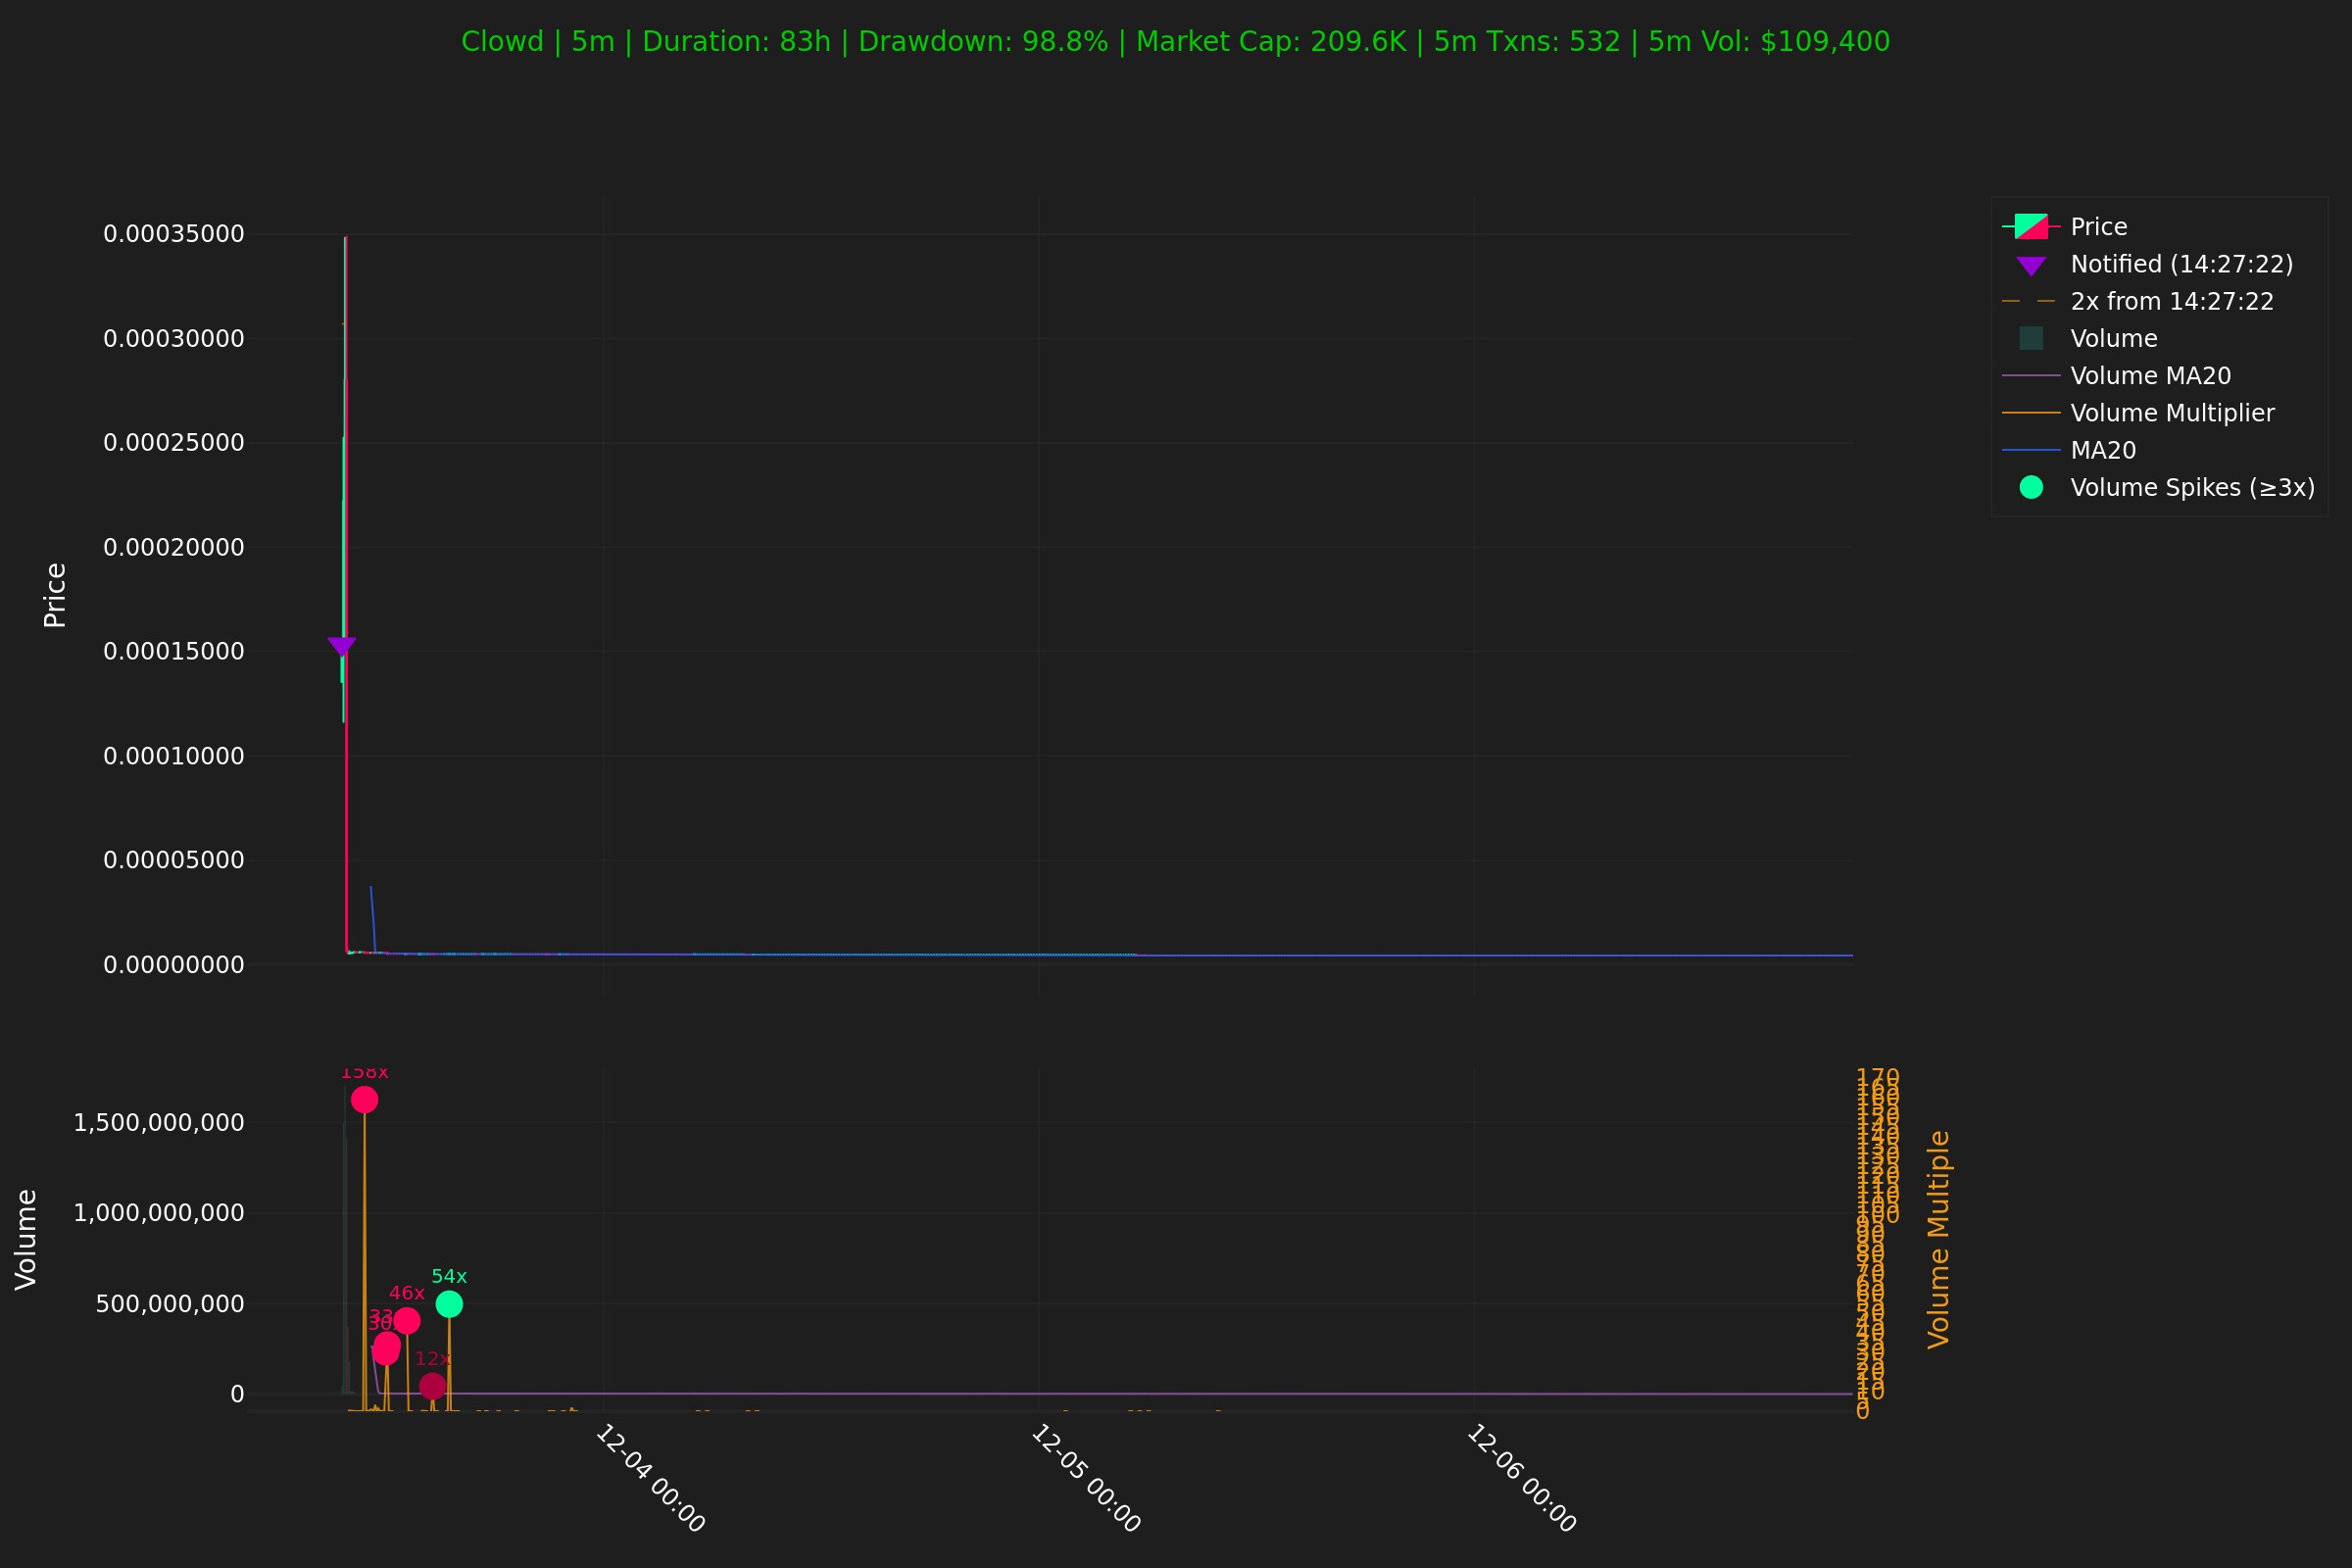 Clowd | 5m | Duration: 83h | Drawdown: 98.8% | Market Cap: 209.6K | 5m Txns: 532 | 5m Vol: $109,400
Price
0.00035000
0.00030000
0.00025000
0.00020000
0.00015000
0.00010000
0.00005000
0.00000000
Price
Notified (14:27:22)
2x from 14:27:22
Volume
Volume MA20
Volume Multiplier
MA20
Volume Spikes (≥3x)
Volume
1,500,000,000
1,000,000,000
500,000,000
0
158x
54x
46x
12x
170
100
10
0
Volume Multiple
12-04 00:00
12-05 00:00
12-06 00:00